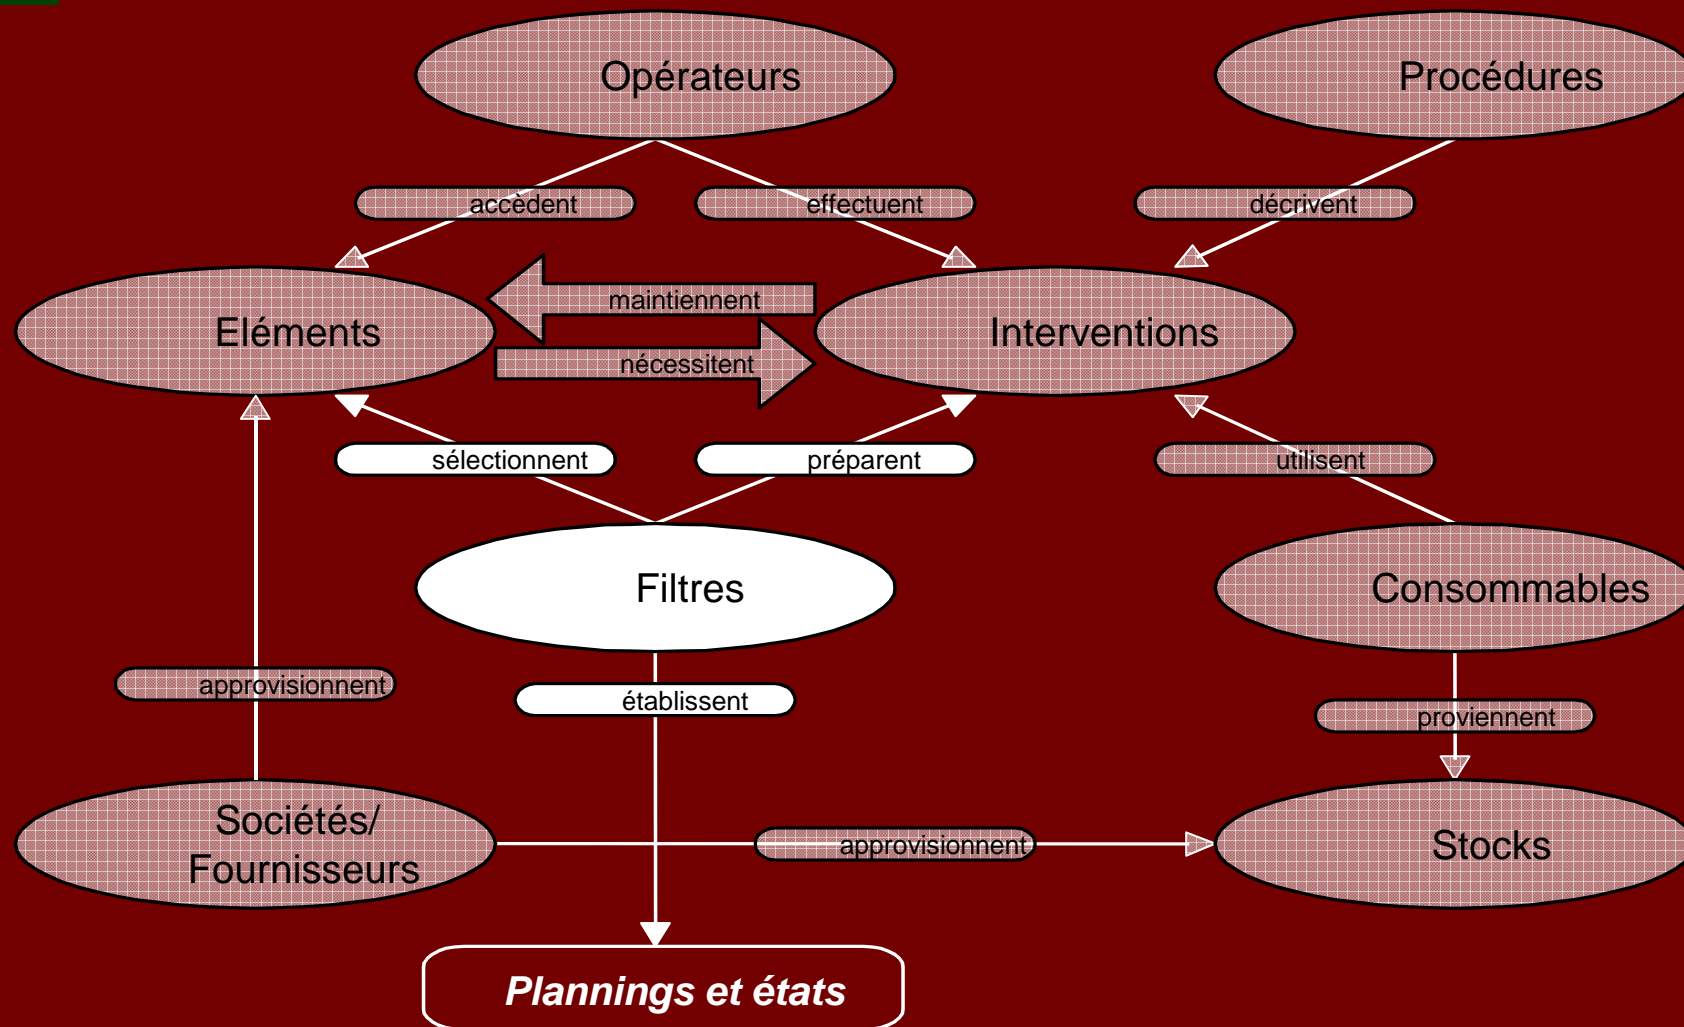 Opérateurs
Procédures
accèdent
effectuent
décrivent
maintiennent
Eléments
Interventions
nécessitent
sélectionnent
préparent
utilisent
Filtres
Consommables
approvisionnent
établissent
proviennent
Sociétés/
Fournisseurs
approvisionnent
Stocks
Plannings et états